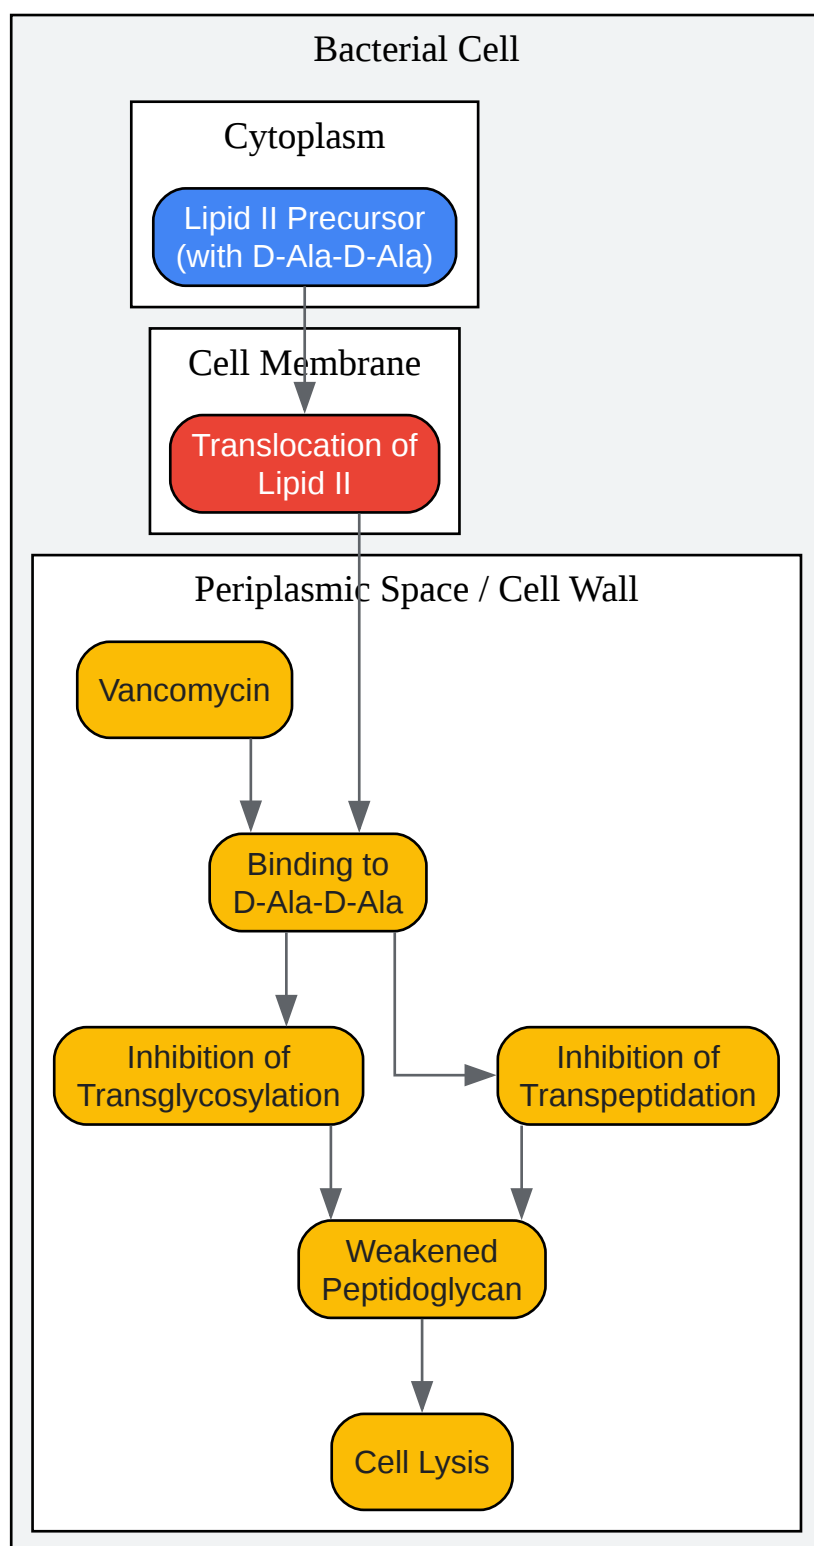 Bacterial Cell
Cytoplasm
Lipid II Precursor
(with D-Ala-D-Ala)
Cell Membrane
Translocation of
Lipid II
Periplasmic Space / Cell Wall
Vancomycin
Binding to
D-Ala-D-Ala
Inhibition of
Transglycosylation
Inhibition of
Transpeptidation
Weakened
Peptidoglycan
Cell Lysis